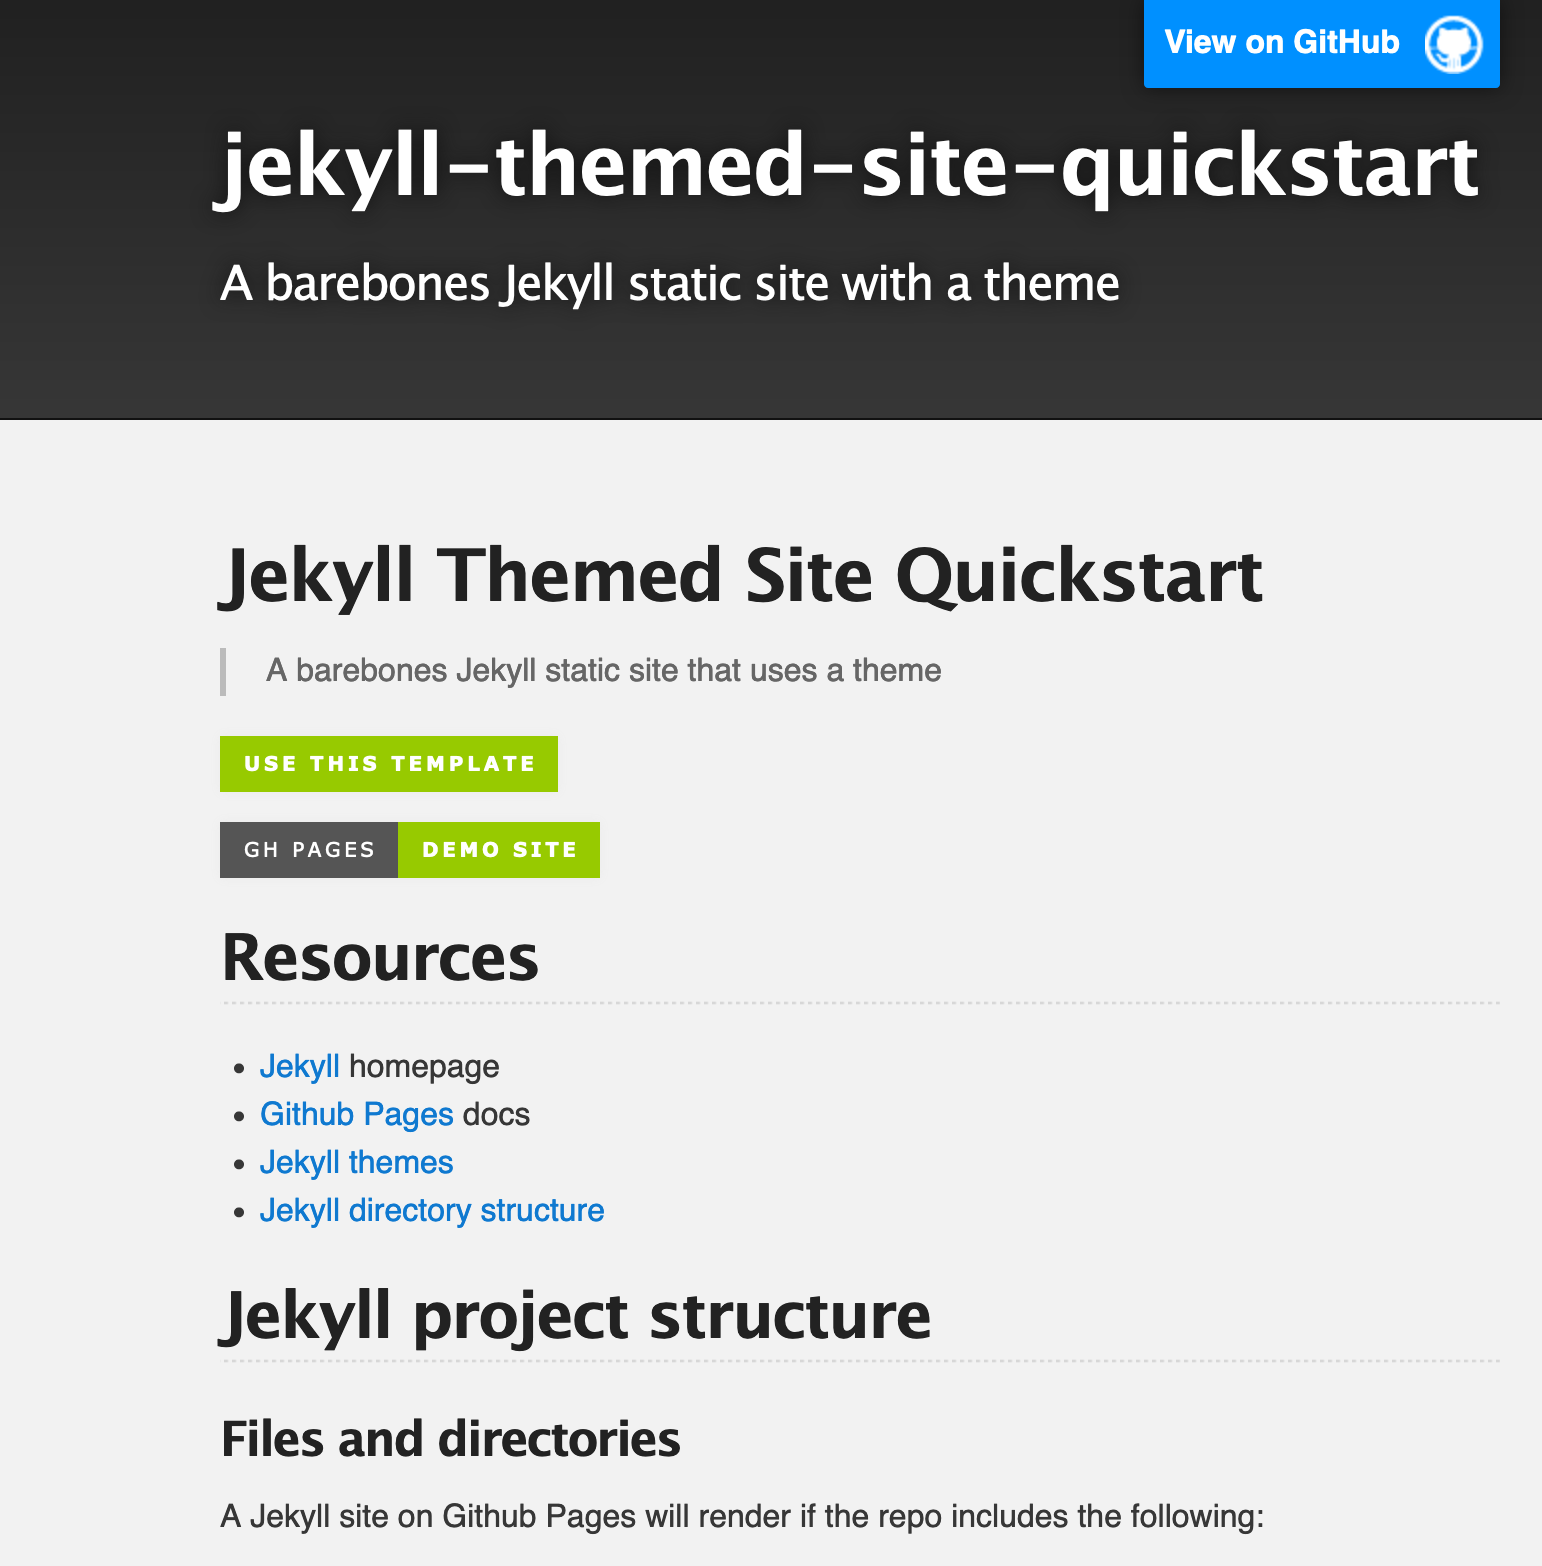 View on GitHub
jekyll-themed-site-quickstart
A barebones Jekyll static site with a theme
Jekyll Themed Site Quickstart
A barebones Jekyll static site that uses a theme
USE THIS TEMPLATE
GH PAGES DEMO SITE
Resources
Jekyll homepage
Github Pages docs
Jekyll themes
Jekyll directory structure
Jekyll project structure
Files and directories
A Jekyll site on Github Pages will render if the repo includes the following: